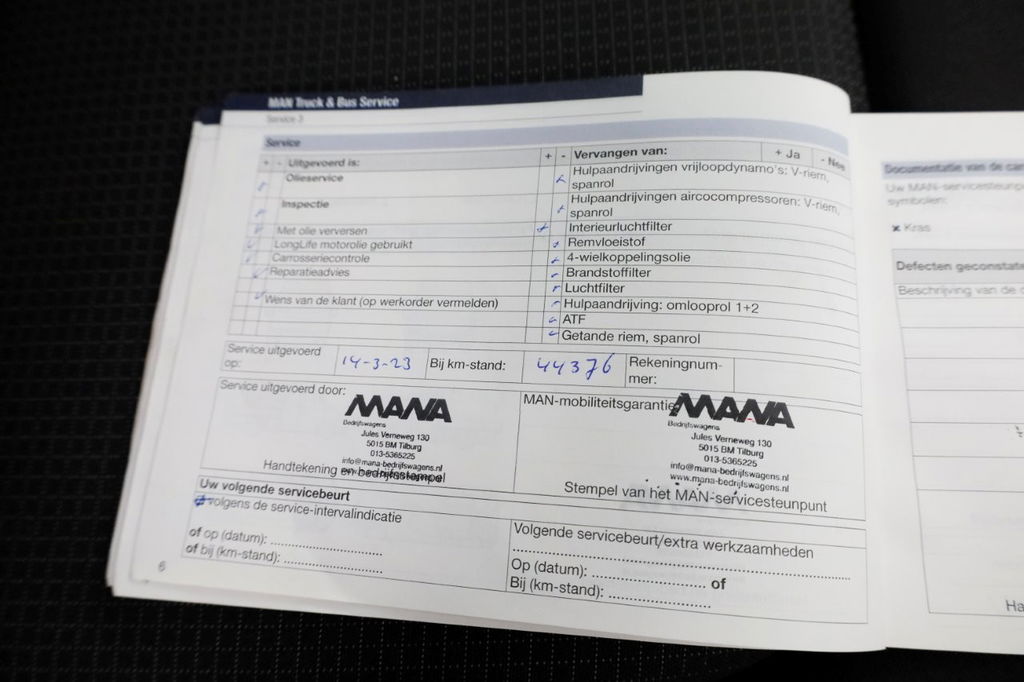 MAN Truck & Bus Service
Service 3
Service
+ - Uitgevoerd is:
Olieservice
Inspectie
Met olie verversen
LongLife motorolie gebruikt
Carrosseriecontrole
Reparatieadvies
Wens van de klant (op werkorder vermelden)
+ - Vervangen van: + Ja - Nee
Hulpaandrijvingen vrijloopdynamo's: V-riem,
spanrol
Hulpaandrijvingen aircocompressoren: V-riem,
spanrol
Interieurluchtfilter
Remvloeistof
4-wielkoppelingsolie
Brandstoffilter
Luchtfilter
Hulpaandrijving: omlooprol 1+2
ATF
Getande riem, spanrol
Service uitgevoerd
op:
14-3-23
Bij km-stand:
44376
Rekeningnum-
mer:
Service uitgevoerd door:
MANA
Bedrijfswagens
Jules Verneweg 130
5015 BM Tilburg
013-5365225
info@mana-bedrijfswagens.nl
Handtekening en bedrijfsstempel
MAN-mobiliteitsgarantie
MANA
Bedrijfswagens
Jules Verneweg 130
5015 BM Tilburg
013-5365225
info@mana-bedrijfswagens.nl
www.mana-bedrijfswagens.nl
Stempel van het MAN-servicesteunpunt
Uw volgende servicebeurt
volgens de service-intervalindicatie
of op (datum): ..............................
of bij (km-stand): ..........................
Volgende servicebeurt/extra werkzaamheden
Op (datum): .............................. of
Bij (km-stand): ..........................
6
Documentatie van de
Uw MAN-servicesteunpu
symbolen:
× Kras
Defecten geconstate
Beschrijving van de
Ha